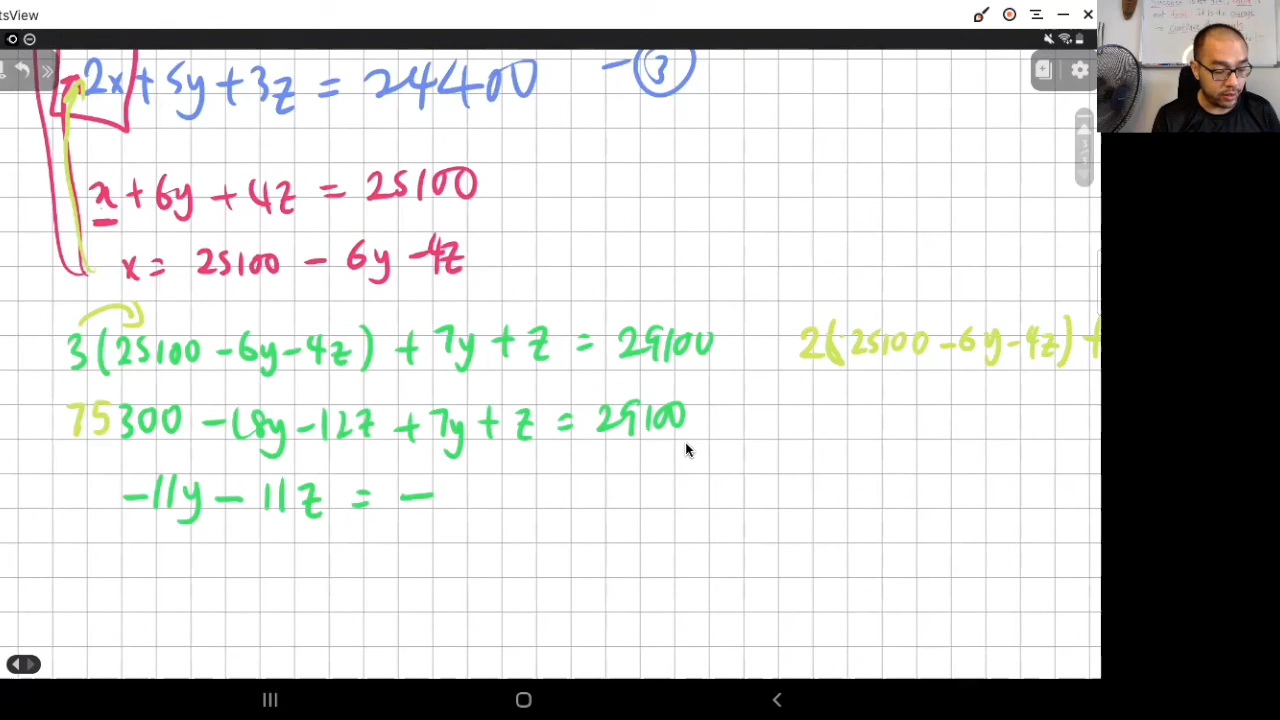 tsView
2x + 5y + 3z = 24400 - ③
x + 6y + 4z = 25100
x = 25100 - 6y - 4z
3(25100 - 6y - 4z) + 7y + z = 29100
2(25100 - 6y - 4z) +
75300 - 18y - 12z + 7y + z = 29100
-11y - 11z = -